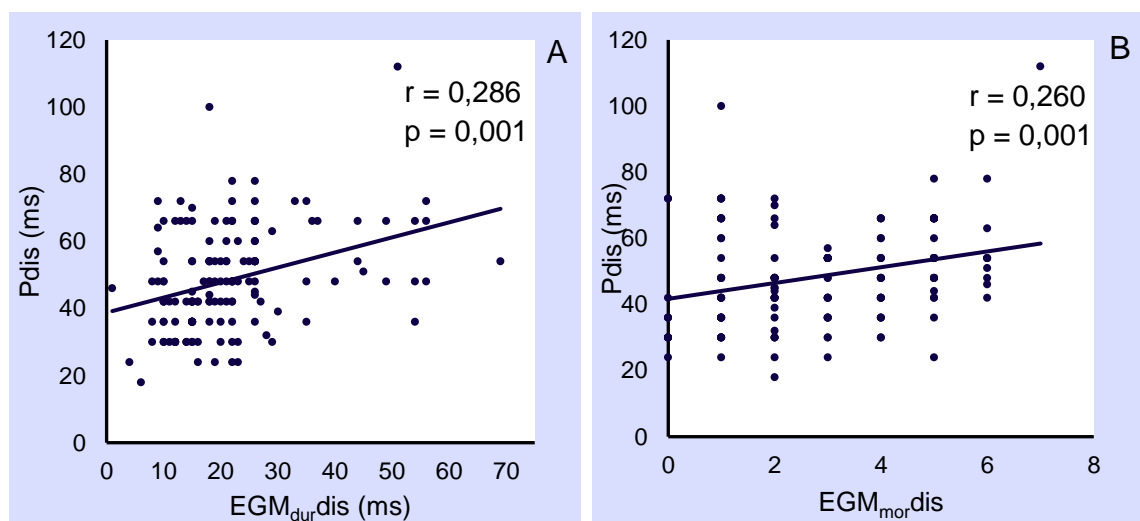 A
r = 0,286
p = 0,001
120
100
80
60
40
20
0
Pdis (ms)
0 10 20 30 40 50 60 70
EGMdurdis (ms)
B
r = 0,260
p = 0,001
120
100
80
60
40
20
0
Pdis (ms)
0 2 4 6 8
EGMmordis